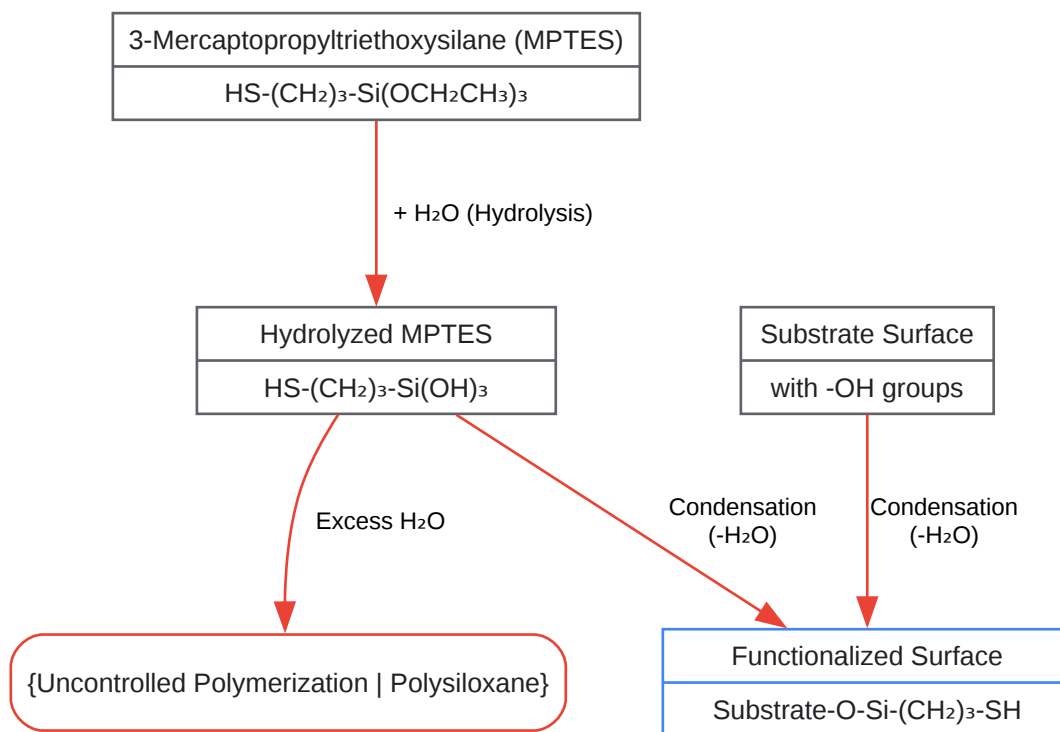 3-Mercaptopropyltriethoxysilane (MPTES)
HS-(CH₂)₃-Si(OCH₂CH₃)₃
+ H₂O (Hydrolysis)
Hydrolyzed MPTES
HS-(CH₂)₃-Si(OH)₃
Substrate Surface
with -OH groups
Excess H₂O
Condensation
(-H₂O)
Condensation
(-H₂O)
{Uncontrolled Polymerization | Polysiloxane}
Functionalized Surface
Substrate-O-Si-(CH₂)₃-SH